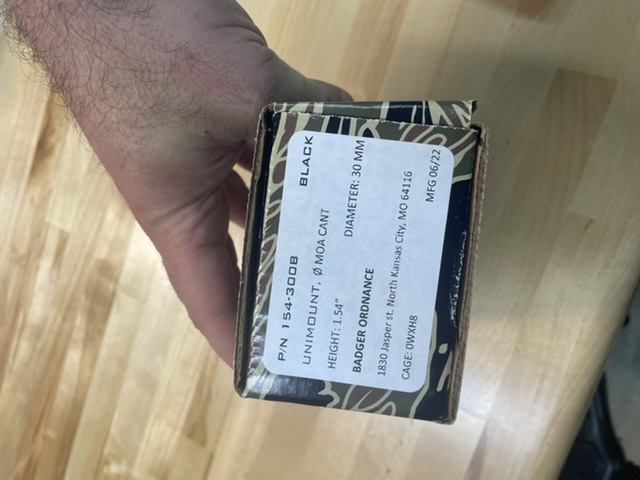 P/N 154-300B BLACK
UNIMOUNT, Ø MOA CANT
HEIGHT: 1.54" DIAMETER: 30 MM
BADGER ORDNANCE
1830 Jasper st. North Kansas City, MO 64116
CAGE: 0WXH8 MFG 06/22